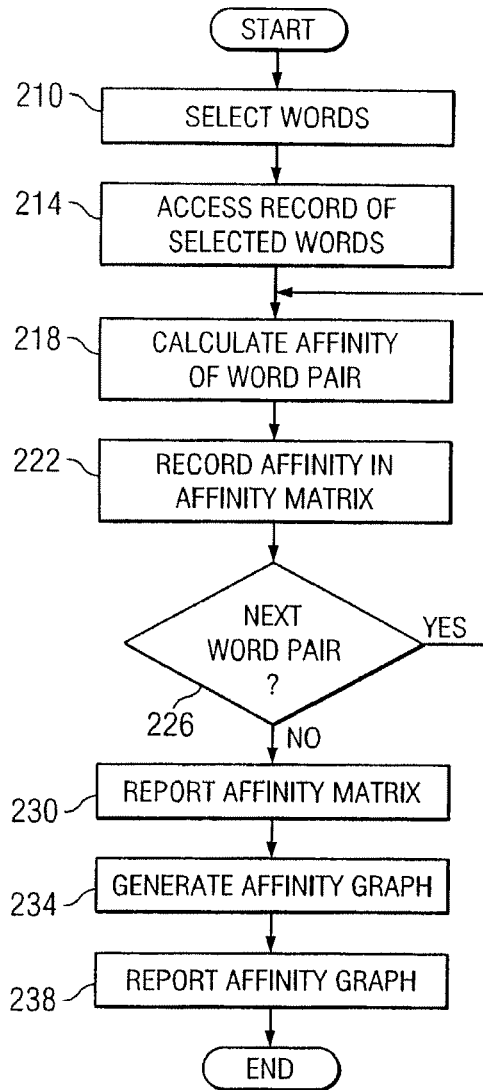 START
210
SELECT WORDS
214
ACCESS RECORD OF
SELECTED WORDS
218
CALCULATE AFFINITY
OF WORD PAIR
222
RECORD AFFINITY IN
AFFINITY MATRIX
NEXT
WORD PAIR
?
YES
226
NO
230
REPORT AFFINITY MATRIX
234
GENERATE AFFINITY GRAPH
238
REPORT AFFINITY GRAPH
END